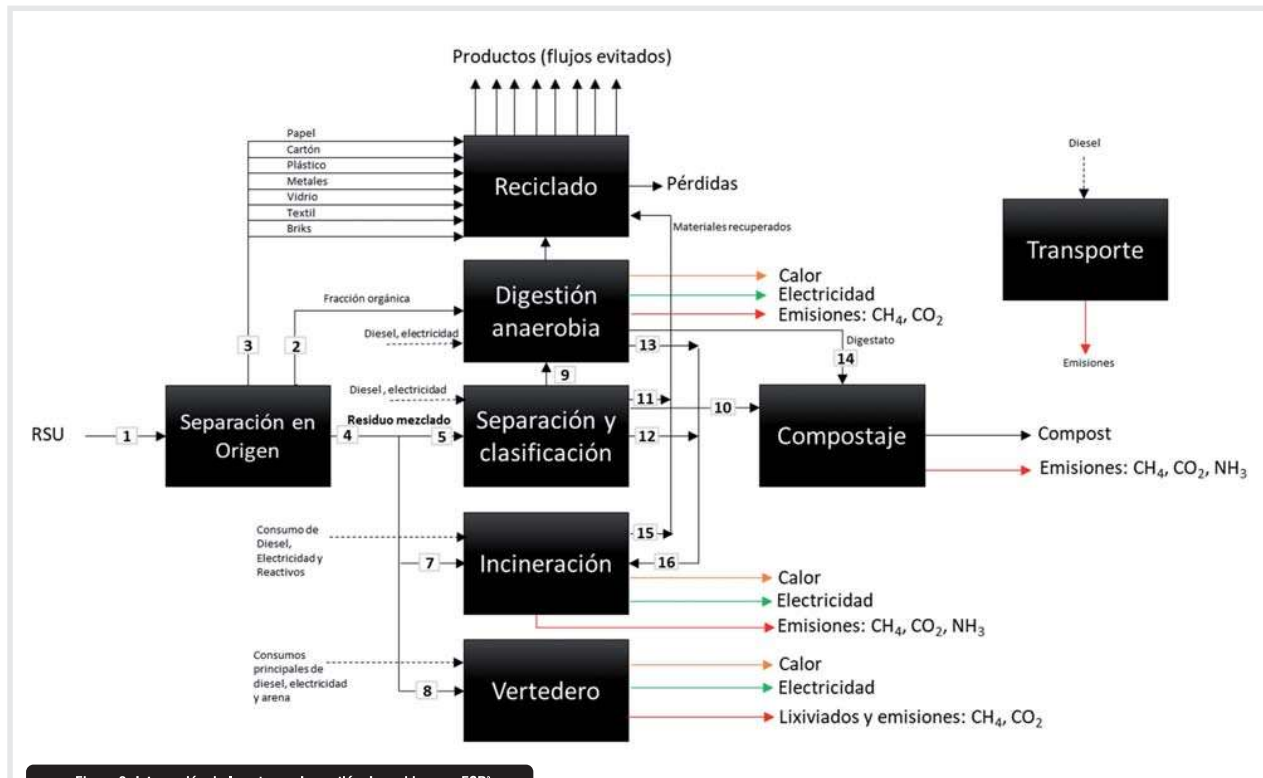 Productos (flujos evitados)
Papel
Cartón
Plástico
Metales
Vidrio
Textil
Briks
Reciclado
Pérdidas
Materiales recuperados
Diesel
Transporte
Emisiones
Fracción orgánica
Diesel, electricidad
Digestión
anaerobia
Calor
Electricidad
Emisiones: CH₄, CO₂
Digestato
3
2
13
14
9
Diesel , electricidad
11
10
12
RSU
1
Separación en
Origen
Residuo mezclado
4
5
Separación y
clasificación
Compostaje
Compost
Emisiones: CH₄, CO₂, NH₃
Consumo de
Diesel,
Electricidad y
Reactivos
7
Incineración
15
16
Calor
Electricidad
Emisiones: CH₄, CO₂, NH₃
Consumos
principales de
diesel, electricidad
y arena
8
Vertedero
Calor
Electricidad
Lixiviados y emisiones: CH₄, CO₂